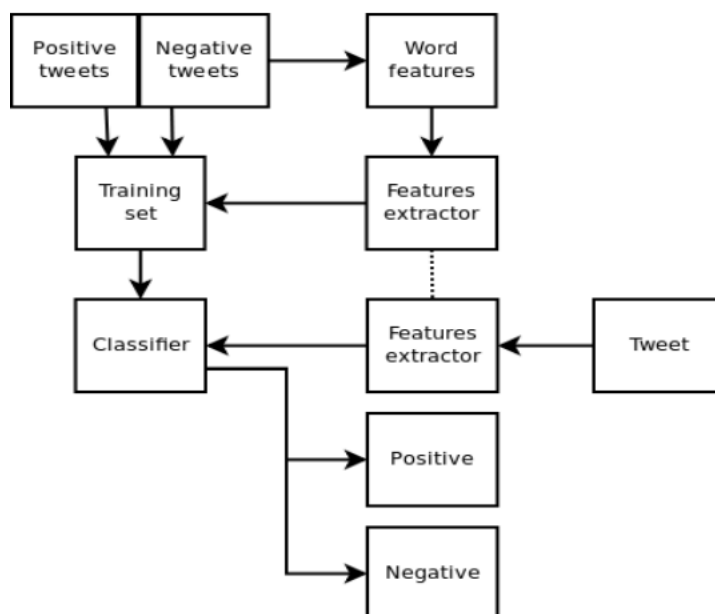 Positive
tweets
Negative
tweets
Word
features
Training
set
Features
extractor
Classifier
Features
extractor
Tweet
Positive
Negative